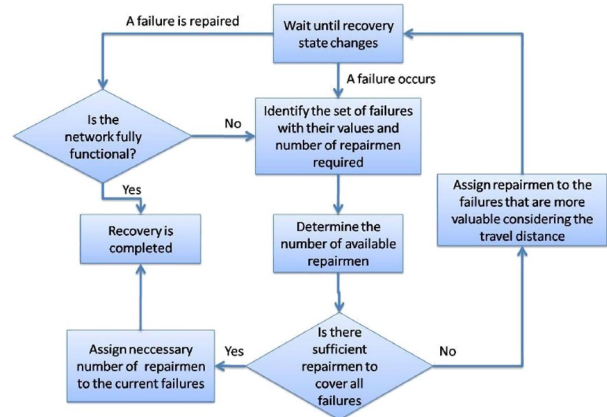 A failure is repaired
Wait until recovery
state changes
A failure occurs
Is the
network fully
functional?
No
Identify the set of failures
with their values and
number of repairmen
required
Yes
Recovery is
completed
Determine the
number of available
repairmen
Assign repairmen to the
failures that are more
valuable considering the
travel distance
Assign neccessary
number of repairmen
to the current failures
Yes
Is there
sufficient
repairmen to
cover all
failures
No